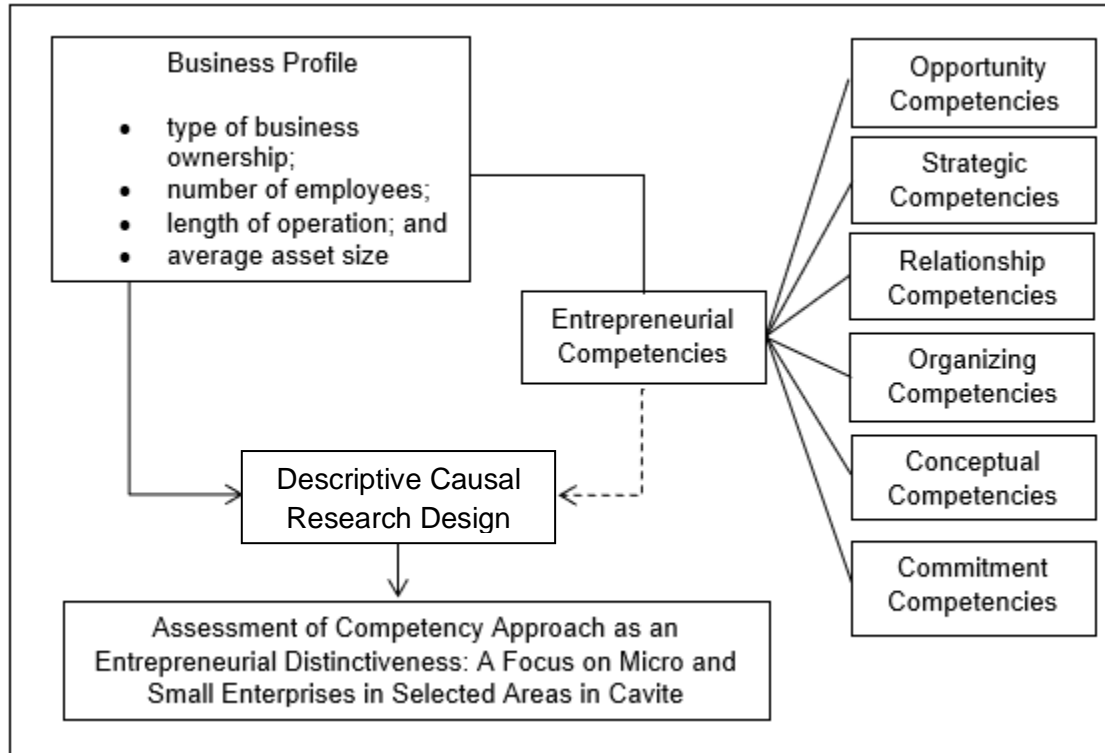 Business Profile
• type of business
ownership;
• number of employees;
• length of operation; and
• average asset size
Entrepreneurial
Competencies
Opportunity
Competencies
Strategic
Competencies
Relationship
Competencies
Organizing
Competencies
Conceptual
Competencies
Commitment
Competencies
Descriptive Causal
Research Design
Assessment of Competency Approach as an
Entrepreneurial Distinctiveness: A Focus on Micro and
Small Enterprises in Selected Areas in Cavite